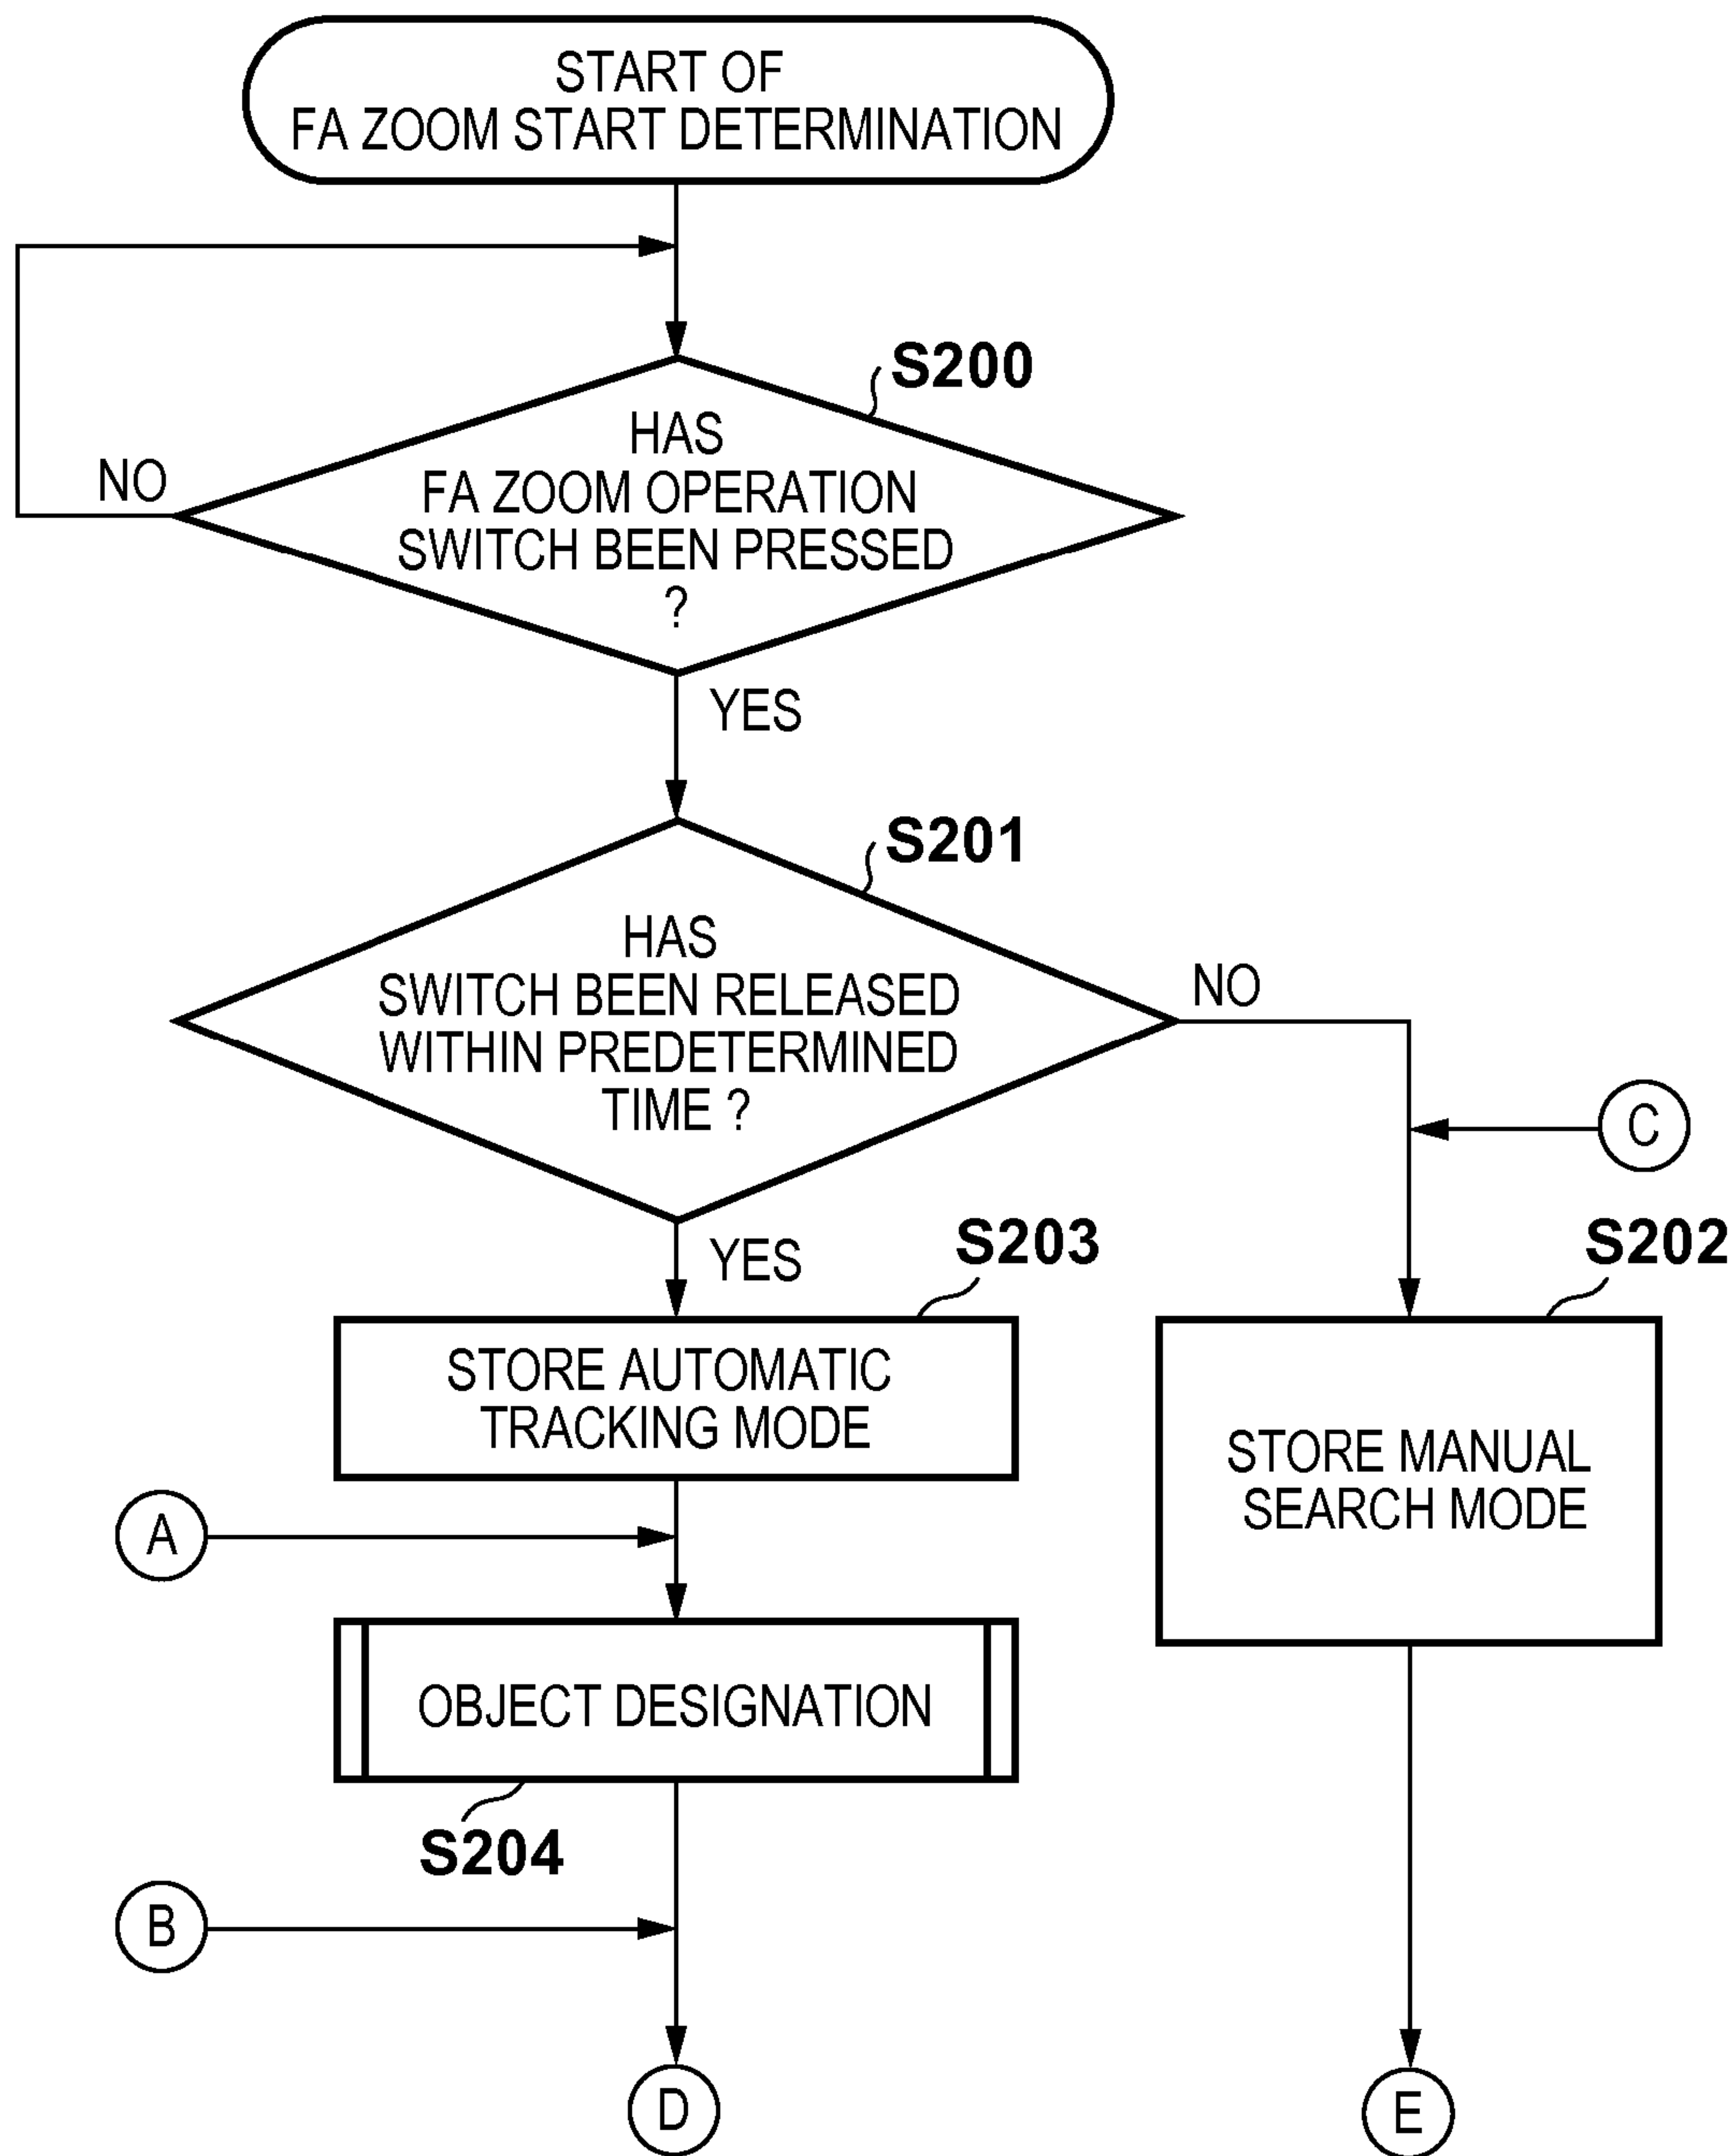 START OF
FA ZOOM START DETERMINATION
S200
HAS
FA ZOOM OPERATION
SWITCH BEEN PRESSED
?
NO
YES
S201
HAS
SWITCH BEEN RELEASED
WITHIN PREDETERMINED
TIME ?
NO
C
YES
S203
S202
STORE AUTOMATIC
TRACKING MODE
STORE MANUAL
SEARCH MODE
A
OBJECT DESIGNATION
S204
B
D
E